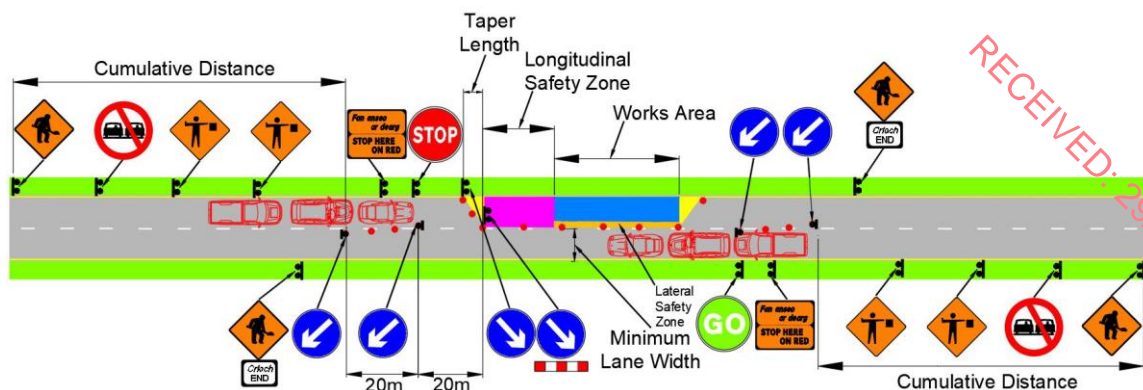 Taper
Length
Longitudinal
Safety Zone
Cumulative Distance
Works Area
RECEIVED: 29
Fan anseo
ar dearg
STOP HERE
ON RED
STOP
Críoch
END
Lateral
Safety
Zone
Minimum
Lane Width
GO
Fan anseo
ar dearg
STOP HERE
ON RED
Críoch
END
20m
20m
Cumulative Distance